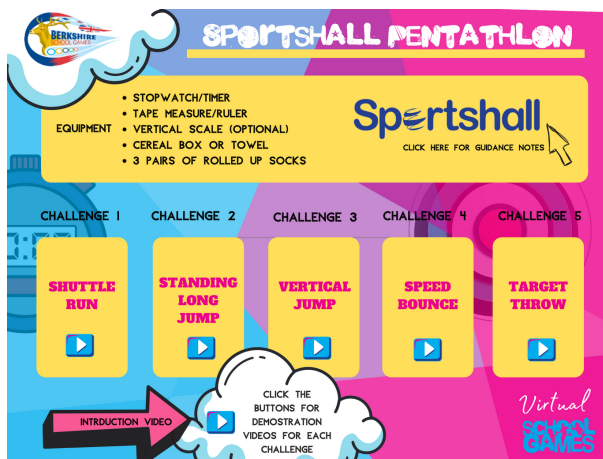 BERKSHIRE
SCHOOL GAMES
SPORTSHALL PENTATHLON
EQUIPMENT
• STOPWATCH/TIMER
• TAPE MEASURE/RULER
• VERTICAL SCALE (OPTIONAL)
• CEREAL BOX OR TOWEL
• 3 PAIRS OF ROLLED UP SOCKS
Sportshall
CLICK HERE FOR GUIDANCE NOTES
CHALLENGE 1
CHALLENGE 2
CHALLENGE 3
CHALLENGE 4
CHALLENGE 5
SHUTTLE
RUN
STANDING
LONG
JUMP
VERTICAL
JUMP
SPEED
BOUNCE
TARGET
THROW
INTRDUCTION VIDEO
CLICK THE
BUTTONS FOR
DEMOSTRATION
VIDEOS FOR EACH
CHALLENGE
Virtual
SCHOOL
GAMES